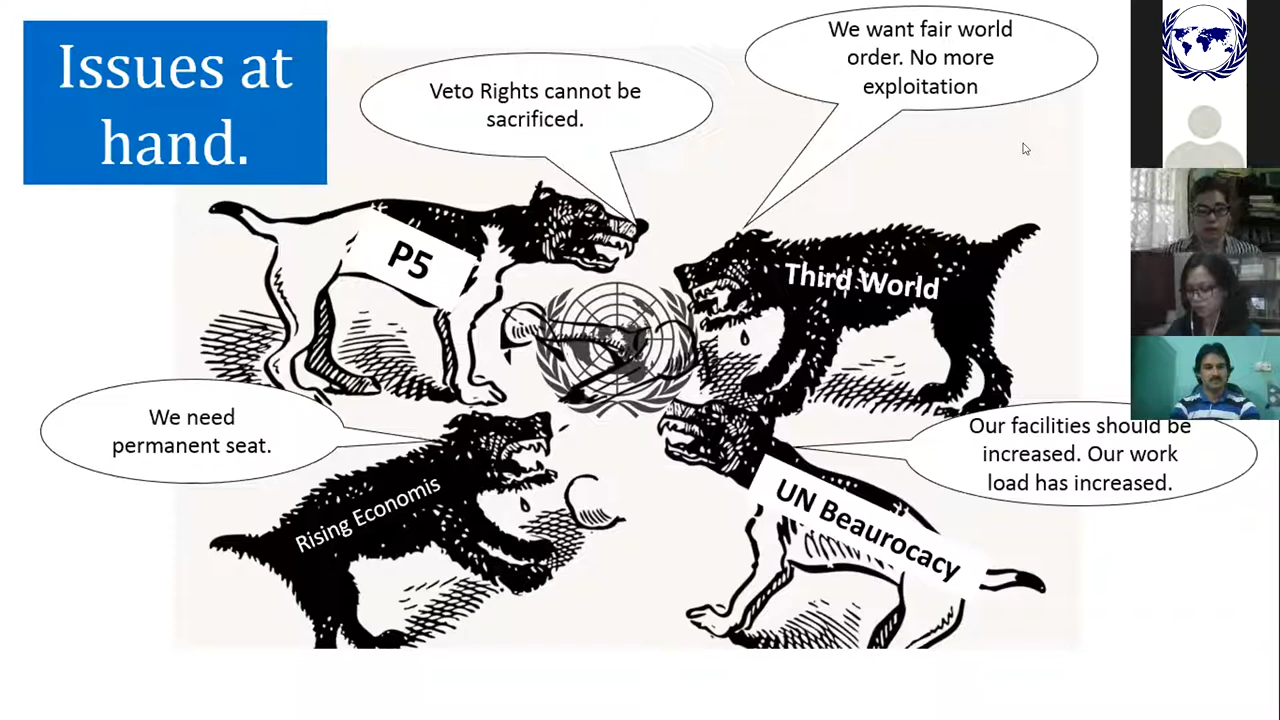 Issues at
hand.
Veto Rights cannot be
sacrificed.
We want fair world
order. No more
exploitation
P5
Third World
We need
permanent seat.
Rising Economis
Our facilities should be
increased. Our work
load has increased.
UN Beaurocacy